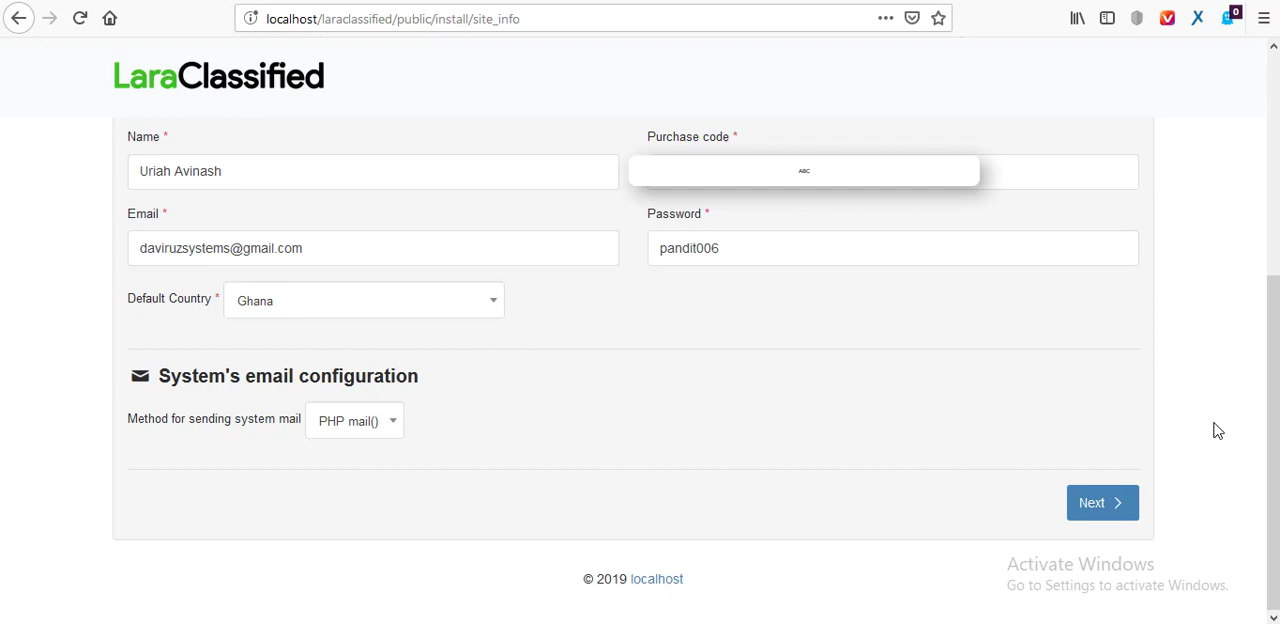 localhost/laraclassified/public/install/site_info
0
LaraClassified
Name *
Purchase code *
Uriah Avinash
ABC
Email *
Password *
daviruzsystems@gmail.com
pandit006
Default Country *
Ghana
System's email configuration
Method for sending system mail
PHP mail()
Next
© 2019 localhost
Activate Windows
Go to Settings to activate Windows.